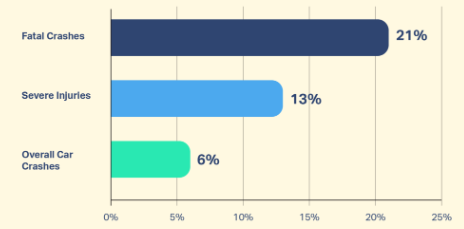 Fatal Crashes
21%
Severe Injuries
13%
Overall Car
Crashes
6%
0%
5%
10%
15%
20%
25%